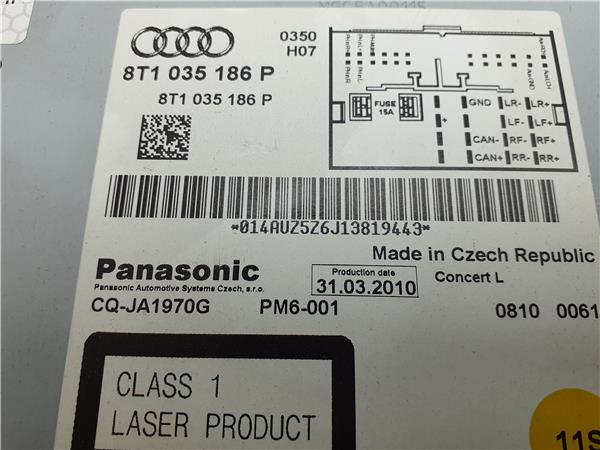 0350
H07
8T1 035 186 P
8T1 035 186 P
FUSE
15A
GND LR- LR+
+ LF- LF+
CAN- RF- RF+
CAN+ RR- RR+
*014AUZ5Z6J13819443*
Made in Czech Republic
Panasonic
Panasonic Automotive Systems Czech, s.r.o.
Production date
31.03.2010
Concert L
CQ-JA1970G PM6-001 0810 0061
CLASS 1
LASER PRODUCT
11S